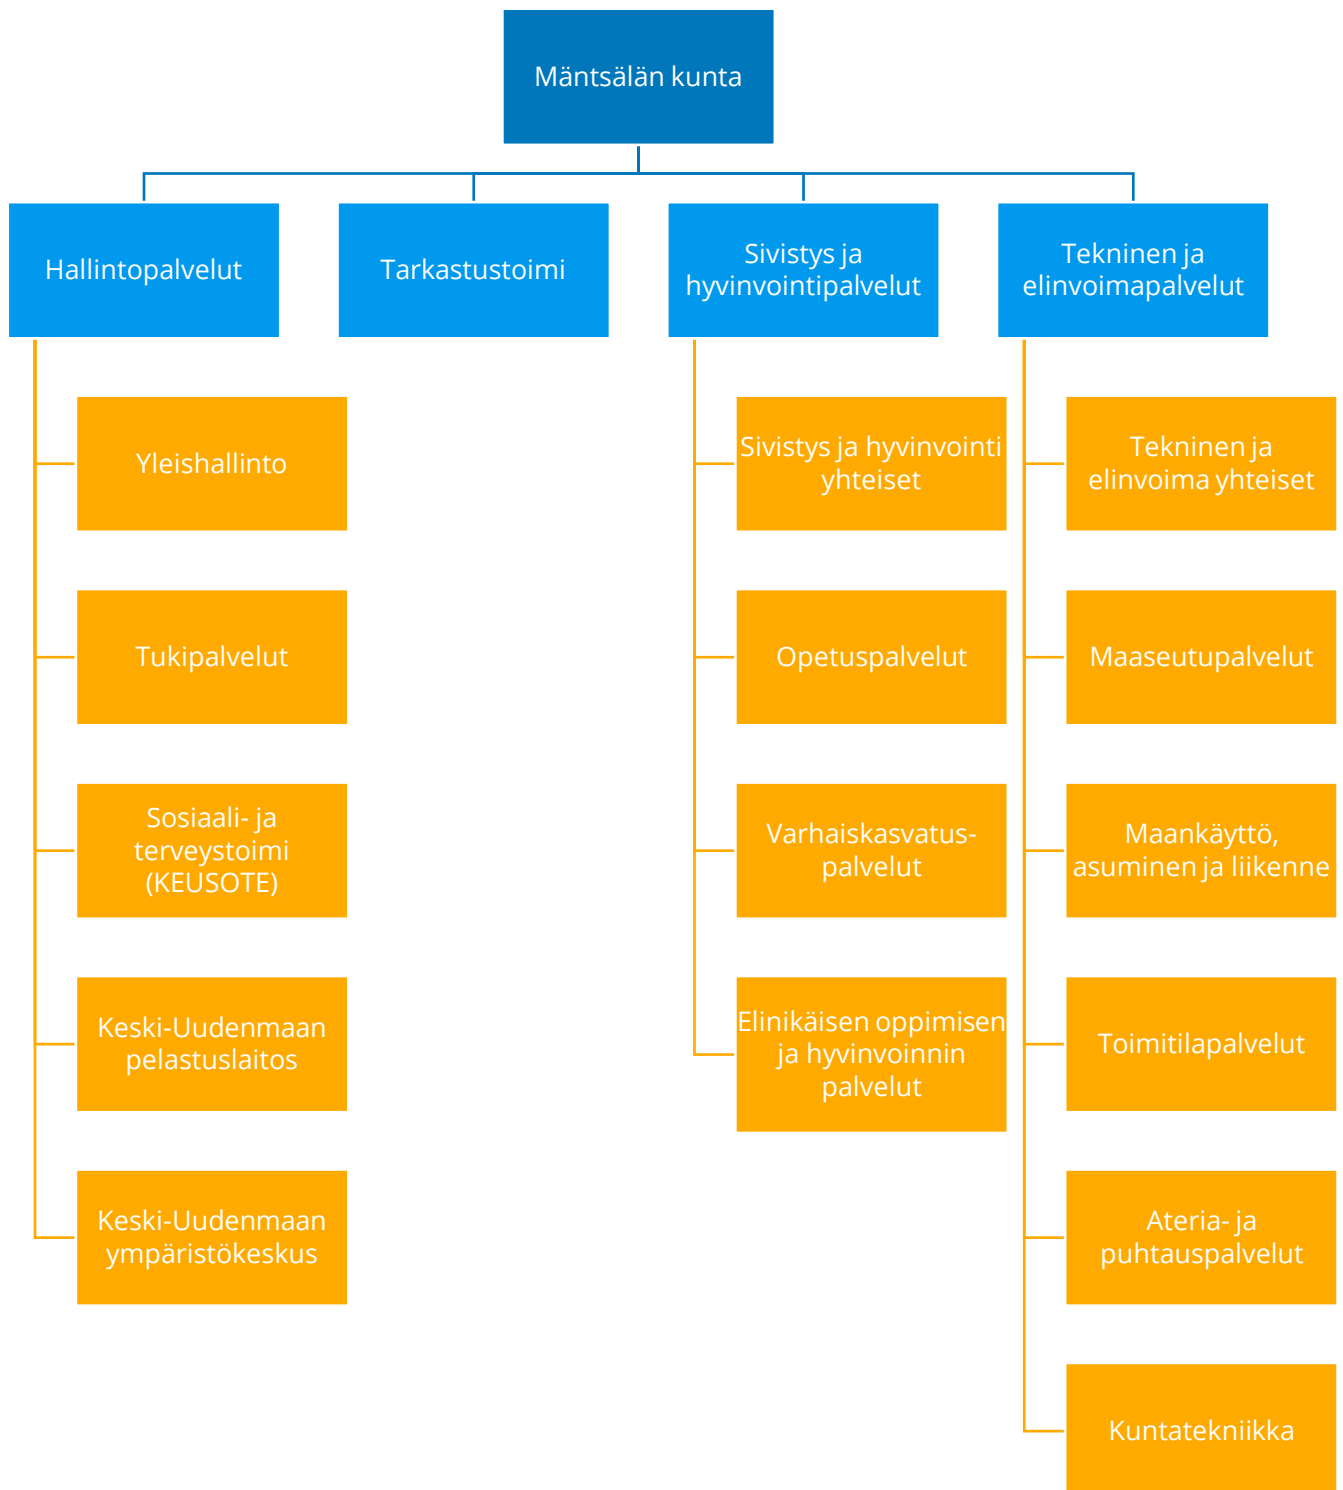 Mäntsälän kunta
Hallintopalvelut
Tarkastustoimi
Sivistys ja
hyvinvointipalvelut
Tekninen ja
elinvoimapalvelut
Yleishallinto
Tukipalvelut
Sosiaali- ja
terveystoimi
(KEUSOTE)
Keski-Uudenmaan
pelastuslaitos
Keski-Uudenmaan
ympäristökeskus
Sivistys ja hyvinvointi
yhteiset
Opetuspalvelut
Varhaiskasvatus-
palvelut
Elinikäisen oppimisen
ja hyvinvoinnin
palvelut
Tekninen ja
elinvoima yhteiset
Maaseutupalvelut
Maankäyttö,
asuminen ja liikenne
Toimitilapalvelut
Ateria- ja
puhtauspalvelut
Kuntatekniikka